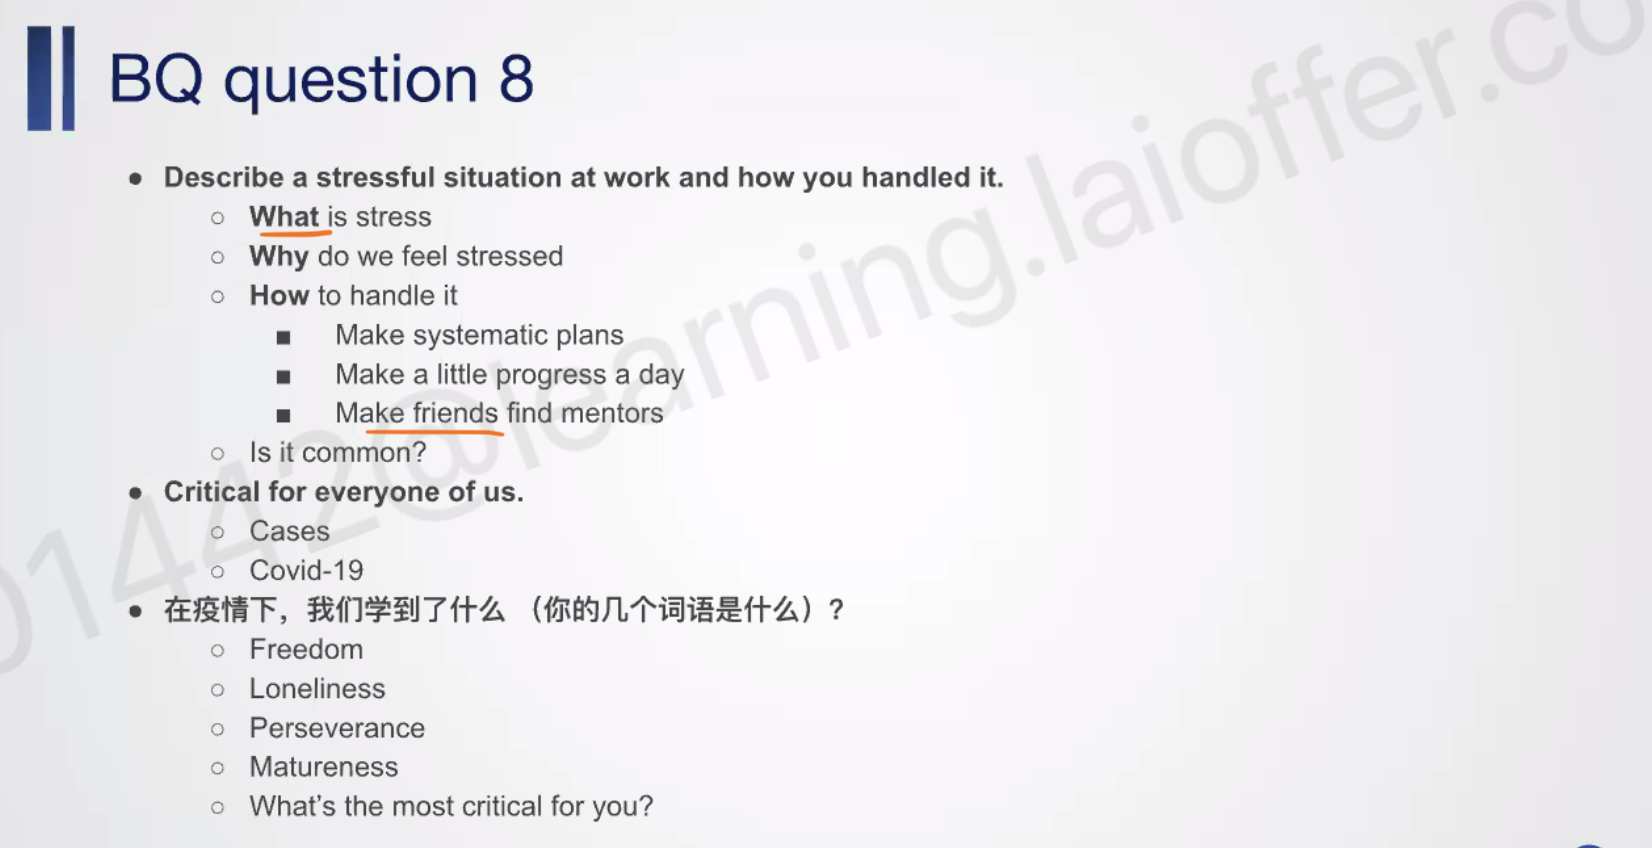 BQ question 8
● Describe a stressful situation at work and how you handled it.
○ What is stress
○ Why do we feel stressed
○ How to handle it
■ Make systematic plans
■ Make a little progress a day
■ Make friends find mentors
○ Is it common?
● Critical for everyone of us.
○ Cases
○ Covid-19
● 在疫情下，我们学到了什么 （你的几个词语是什么）?
○ Freedom
○ Loneliness
○ Perseverance
○ Matureness
○ What's the most critical for you?
01442@learning.laioffer.co